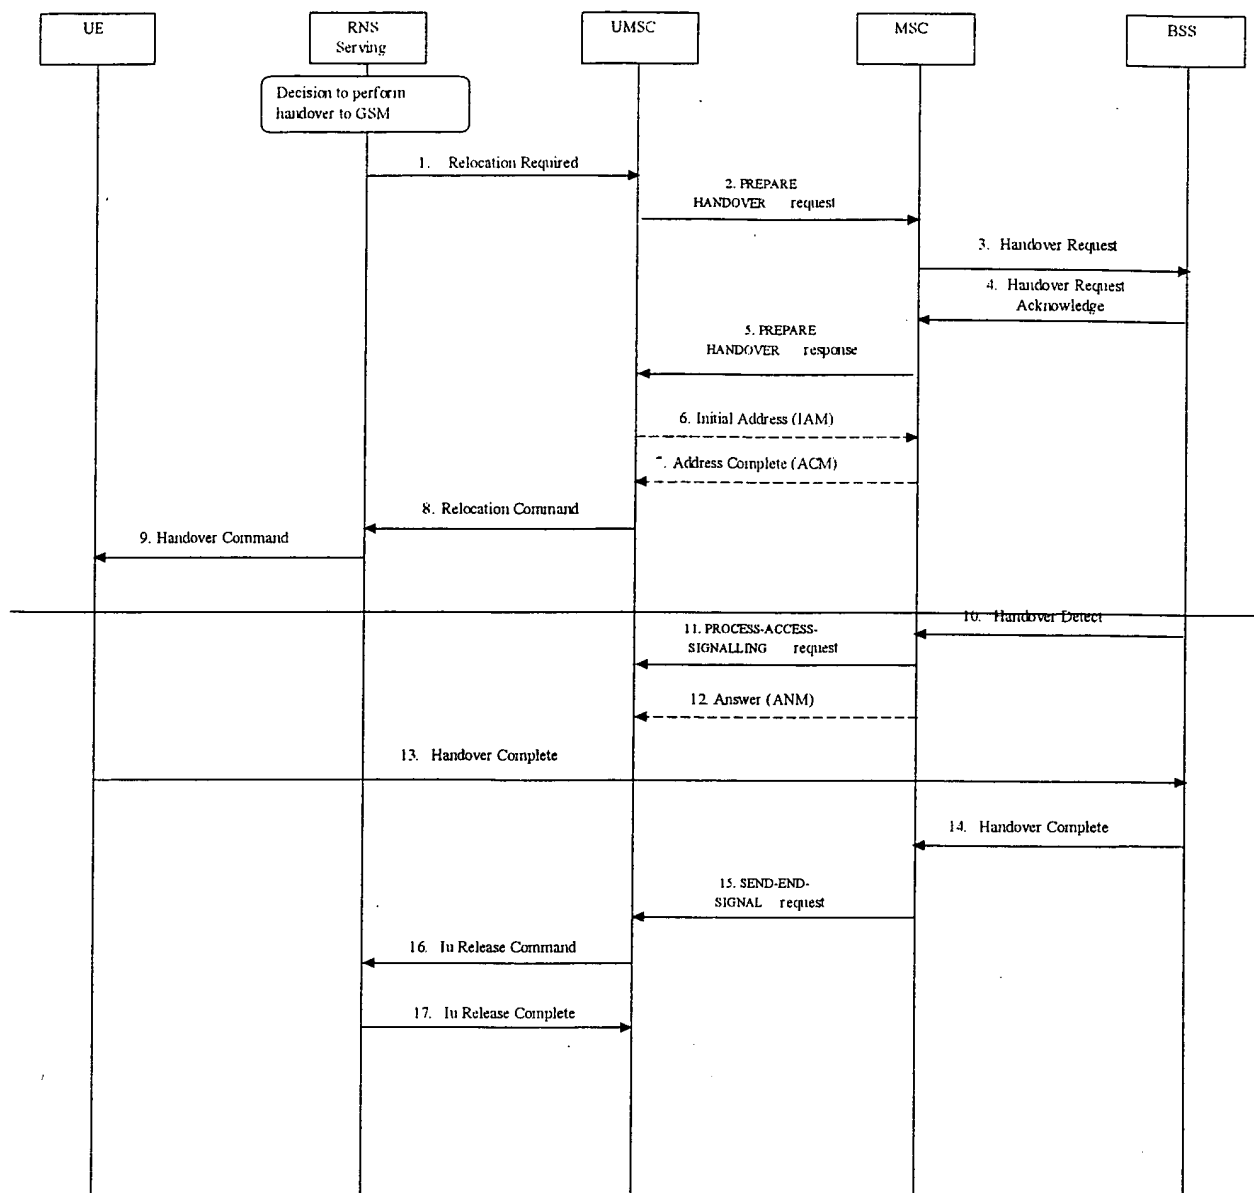 UE
RNS
Serving
UMSC
MSC
BSS
Decision to perform
handover to GSM
1. Relocation Required
2. PREPARE
HANDOVER request
3. Handover Request
4. Handover Request
Acknowledge
5. PREPARE
HANDOVER response
6. Initial Address (IAM)
7. Address Complete (ACM)
8. Relocation Command
9. Handover Command
10. Handover Detect
11. PROCESS-ACCESS-
SIGNALLING request
12. Answer (ANM)
13. Handover Complete
14. Handover Complete
15. SEND-END-
SIGNAL request
16. Iu Release Command
17. Iu Release Complete